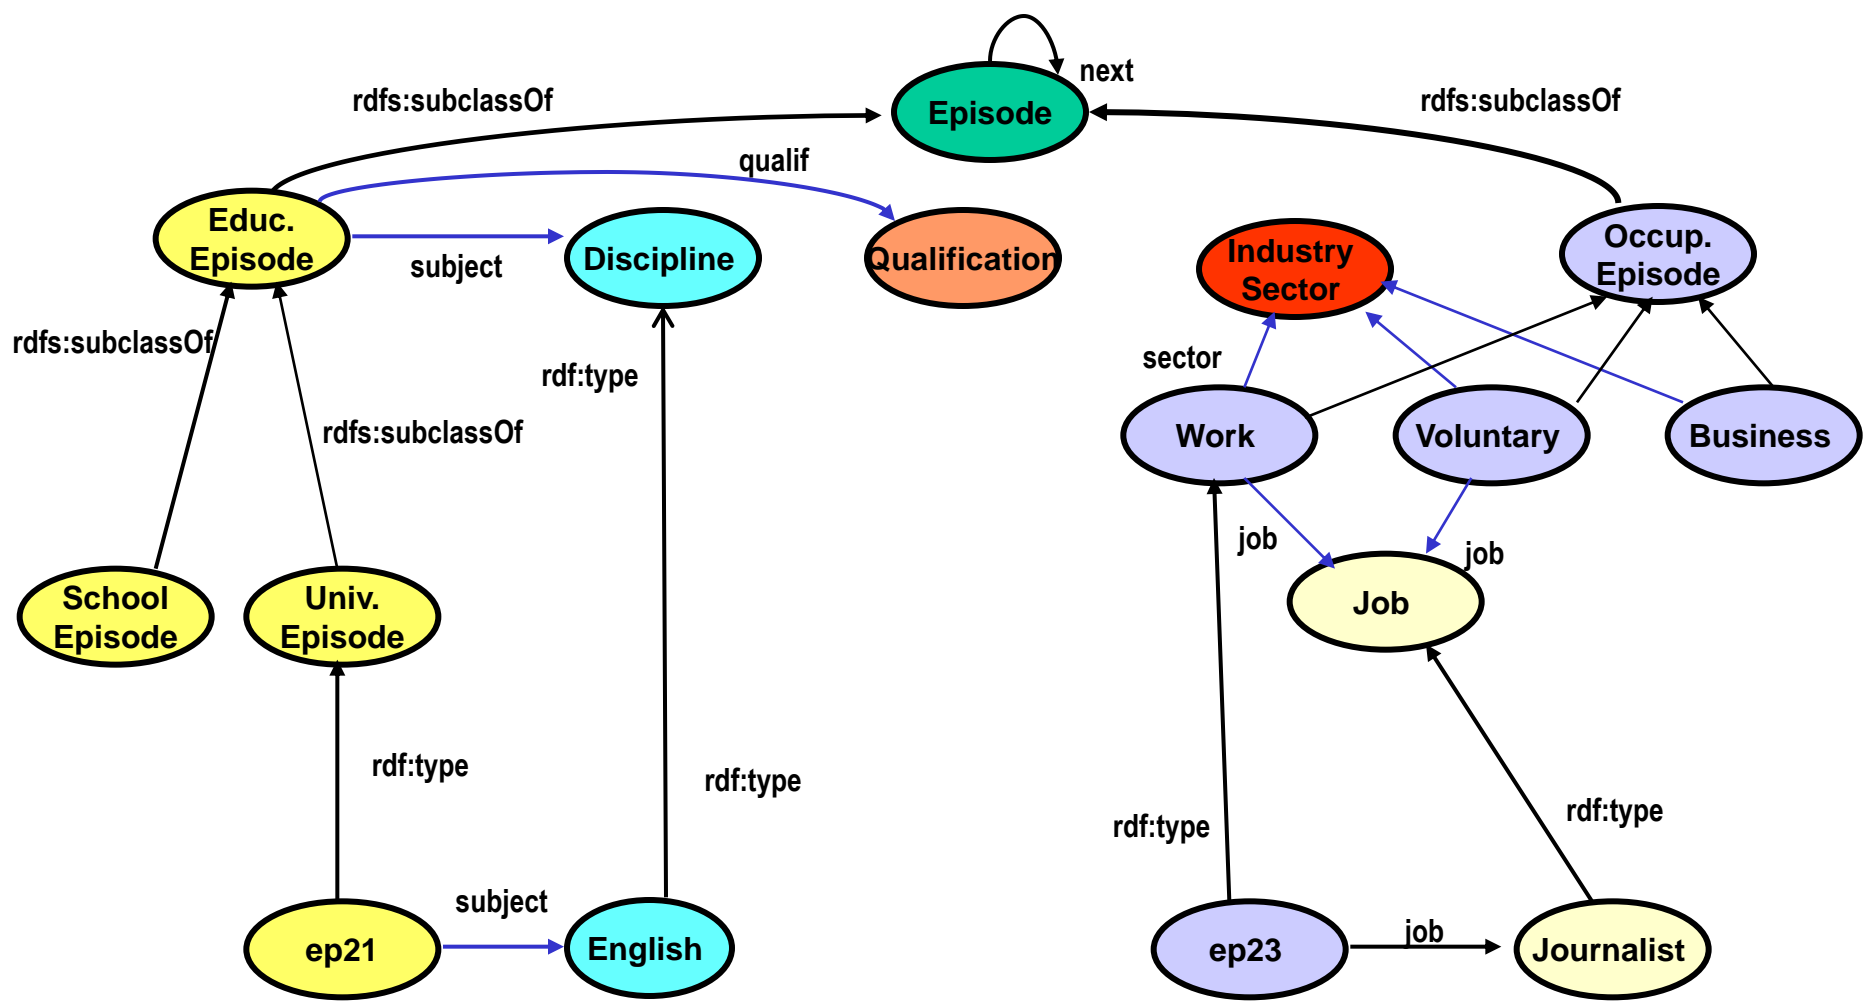 next
rdfs:subclassOf
Episode
rdfs:subclassOf
qualif
Educ.
Episode
subject
Discipline
Qualification
Industry
Sector
Occup.
Episode
rdfs:subclassOf
rdf:type
sector
rdfs:subclassOf
Work
Voluntary
Business
job
job
School
Episode
Univ.
Episode
Job
rdf:type
rdf:type
rdf:type
rdf:type
subject
job
ep21
English
ep23
Journalist